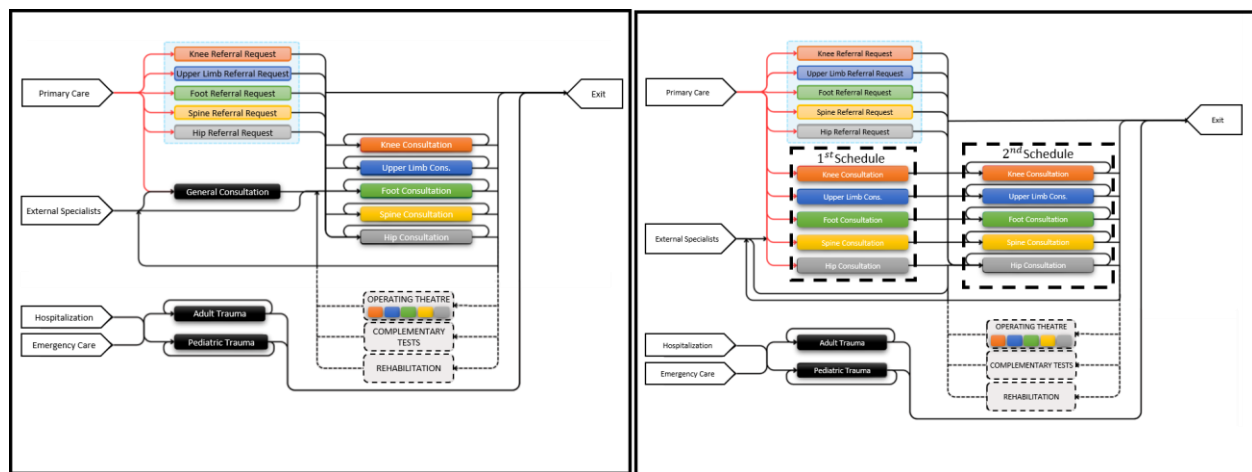 Knee Referral Request
Upper Limb Referral Request
Primary Care
Foot Referral Request
Exit
Spine Referral Request
Hip Referral Request
Knee Consultation
Upper Limb Cons.
General Consultation
Foot Consultation
External Specialists
Spine Consultation
Hip Consultation
OPERATING THEATRE
Hospitalization
Adult Trauma
COMPLEMENTARY
TESTS
Emergency Care
Pediatric Trauma
REHABILITATION
Knee Referral Request
Upper Limb Referral Request
Primary Care
Foot Referral Request
Spine Referral Request
Exit
Hip Referral Request
1st Schedule
2nd Schedule
Knee Consultation
Knee Consultation
Upper Limb Cons.
Upper Limb Cons.
Foot Consultation
Foot Consultation
External Specialists
Spine Consultation
Spine Consultation
Hip Consultation
Hip Consultation
OPERATING THEATRE
Hospitalization
Adult Trauma
COMPLEMENTARY TESTS
Emergency Care
Pediatric Trauma
REHABILITATION